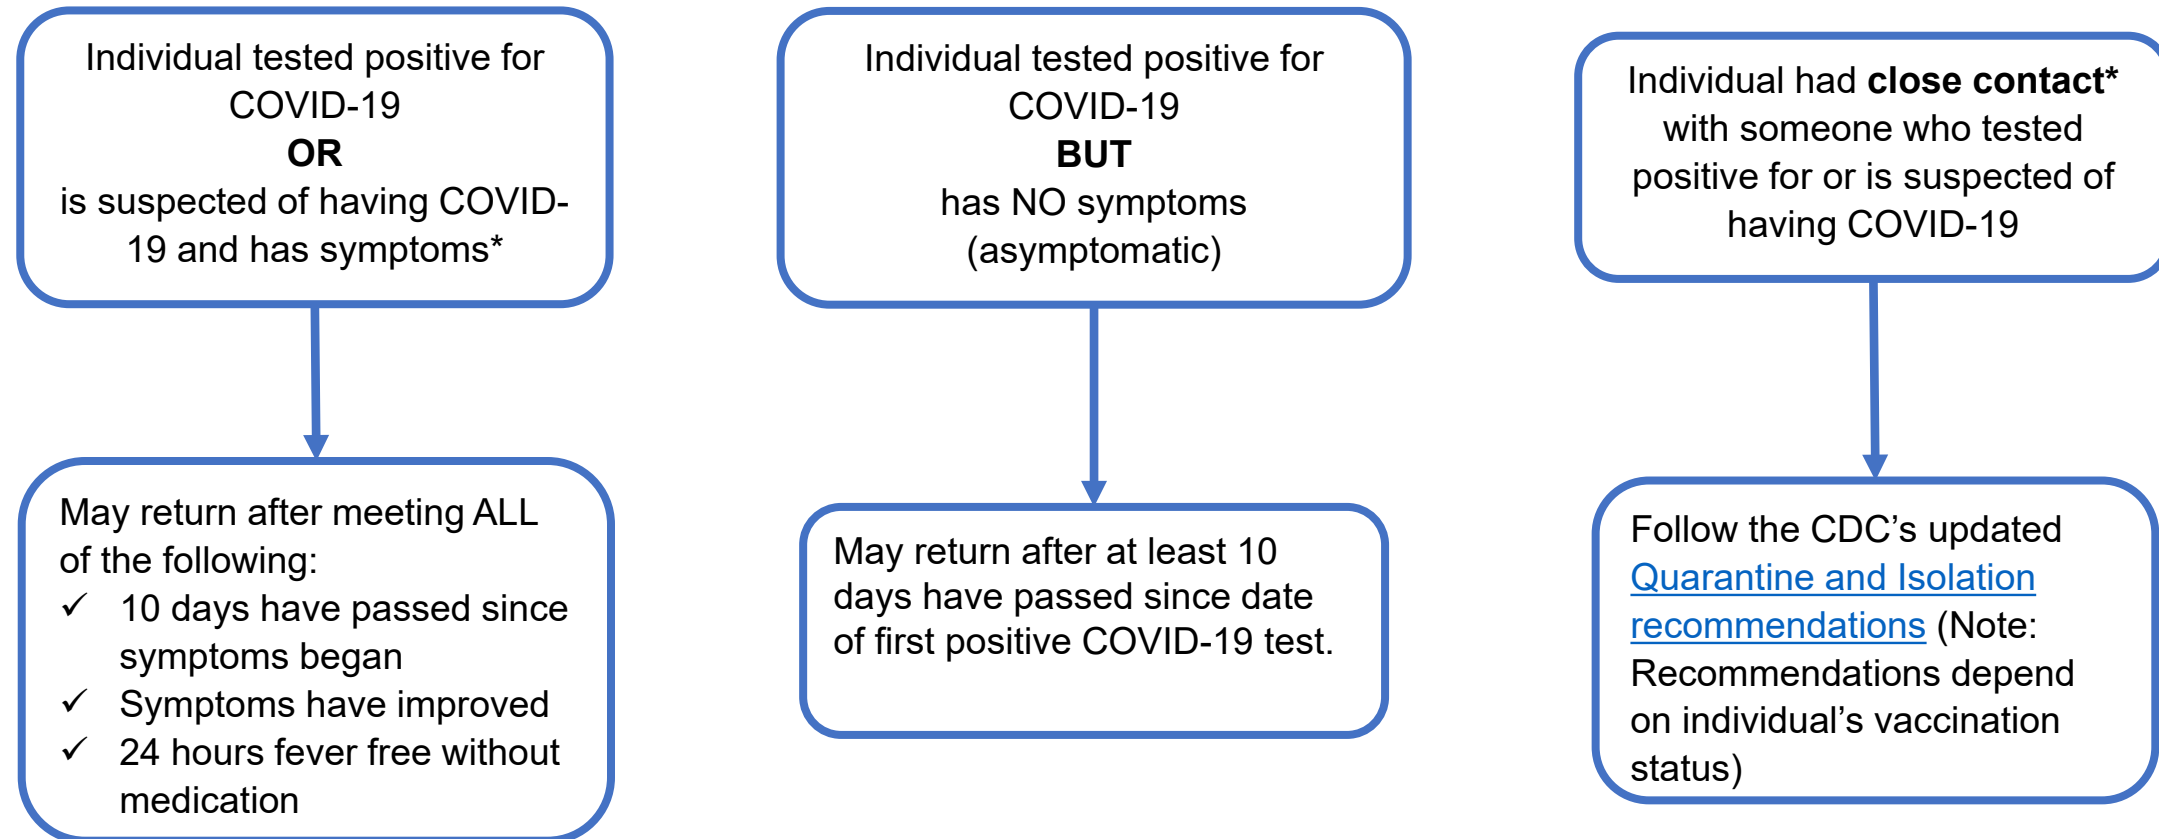 Individual tested positive for
COVID-19
OR
is suspected of having COVID-
19 and has symptoms*
Individual tested positive for
COVID-19
BUT
has NO symptoms
(asymptomatic)
Individual had close contact*
with someone who tested
positive for or is suspected of
having COVID-19
May return after meeting ALL
of the following:
✓ 10 days have passed since
symptoms began
✓ Symptoms have improved
✓ 24 hours fever free without
medication
May return after at least 10
days have passed since date
of first positive COVID-19 test.
Follow the CDC’s updated
Quarantine and Isolation
recommendations (Note:
Recommendations depend
on individual’s vaccination
status)